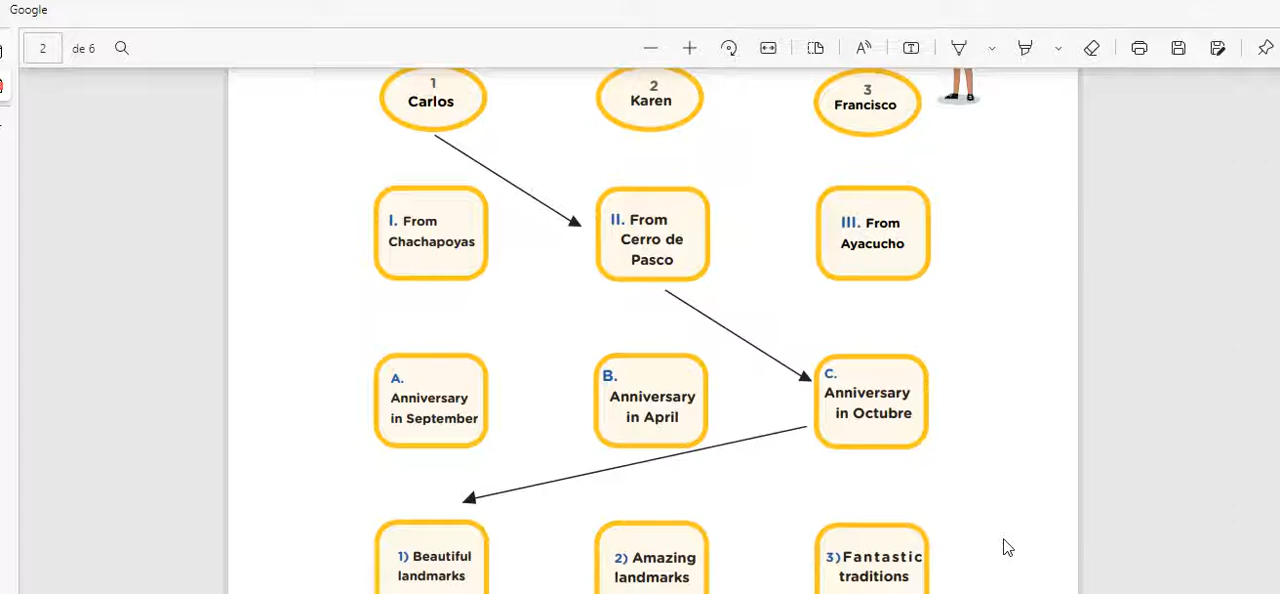 Google
2 de 6
1
Carlos
2
Karen
3
Francisco
I. From
Chachapoyas
II. From
Cerro de
Pasco
III. From
Ayacucho
A.
Anniversary
in September
B.
Anniversary
in April
C.
Anniversary
in Octubre
1) Beautiful
landmarks
2) Amazing
landmarks
3) Fantastic
traditions